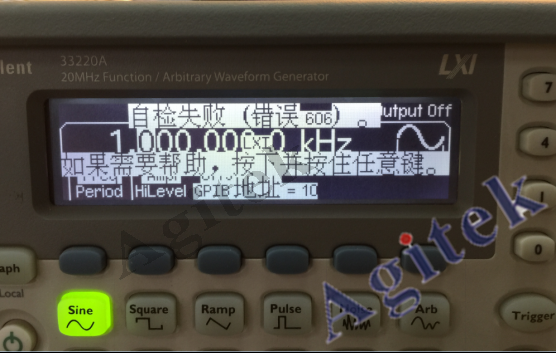 33220A
20MHz Function / Arbitrary Waveform Generator
LXI
自检失败 (错误 606) 。
Output Off
1.000,000,0 kHz
LXI
如果需要帮助，按下并按住任意键。
Period HiLevel GPIB 地址 = 10
7
4
1
0
Local
Sine
Square
Ramp
Pulse
Arb
Trigger
Agitek
Agitek
Agitek